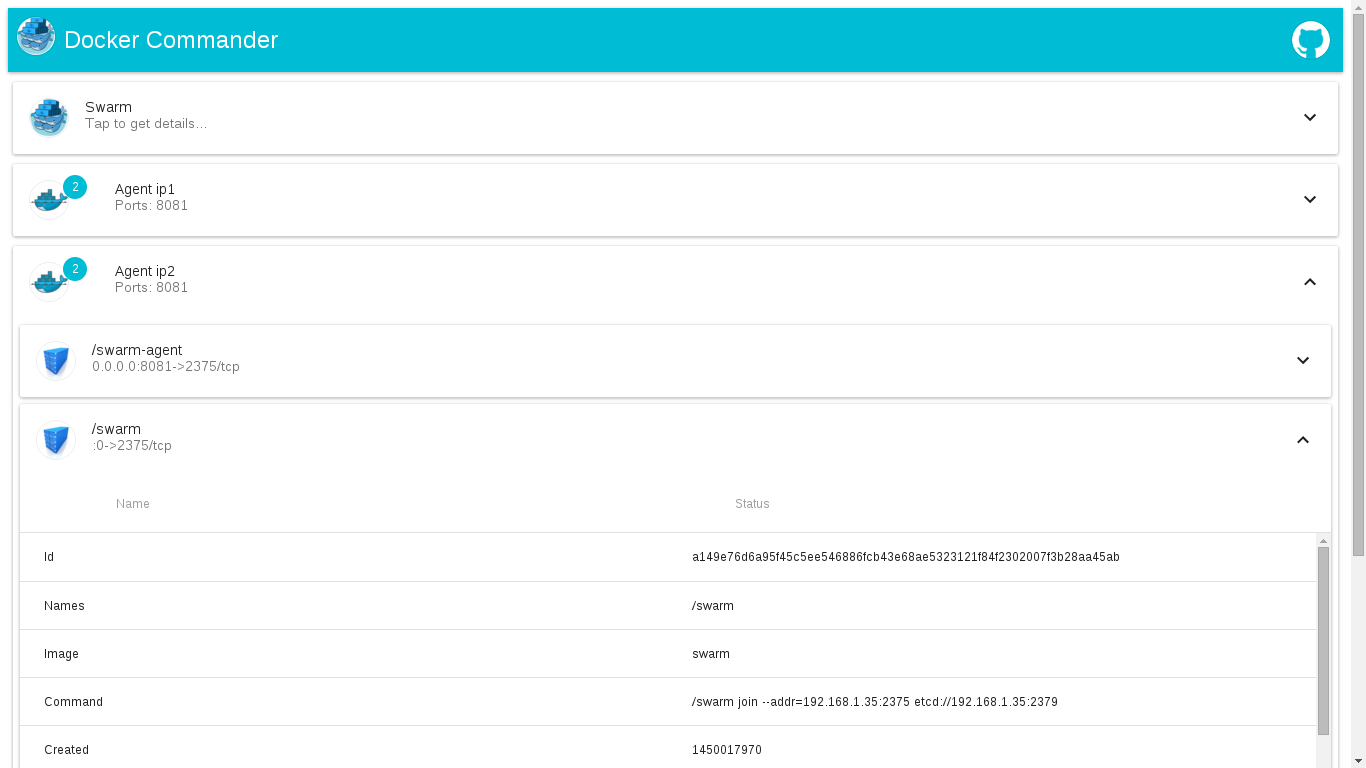 Docker Commander
Swarm
Tap to get details...
2
Agent ip1
Ports: 8081
2
Agent ip2
Ports: 8081
/swarm-agent
0.0.0.0:8081->2375/tcp
/swarm
:0->2375/tcp
Name Status
Id a149e76d6a95f45c5ee546886fcb43e68ae5323121f84f2302007f3b28aa45ab
Names /swarm
Image swarm
Command /swarm join --addr=192.168.1.35:2375 etcd://192.168.1.35:2379
Created 1450017970